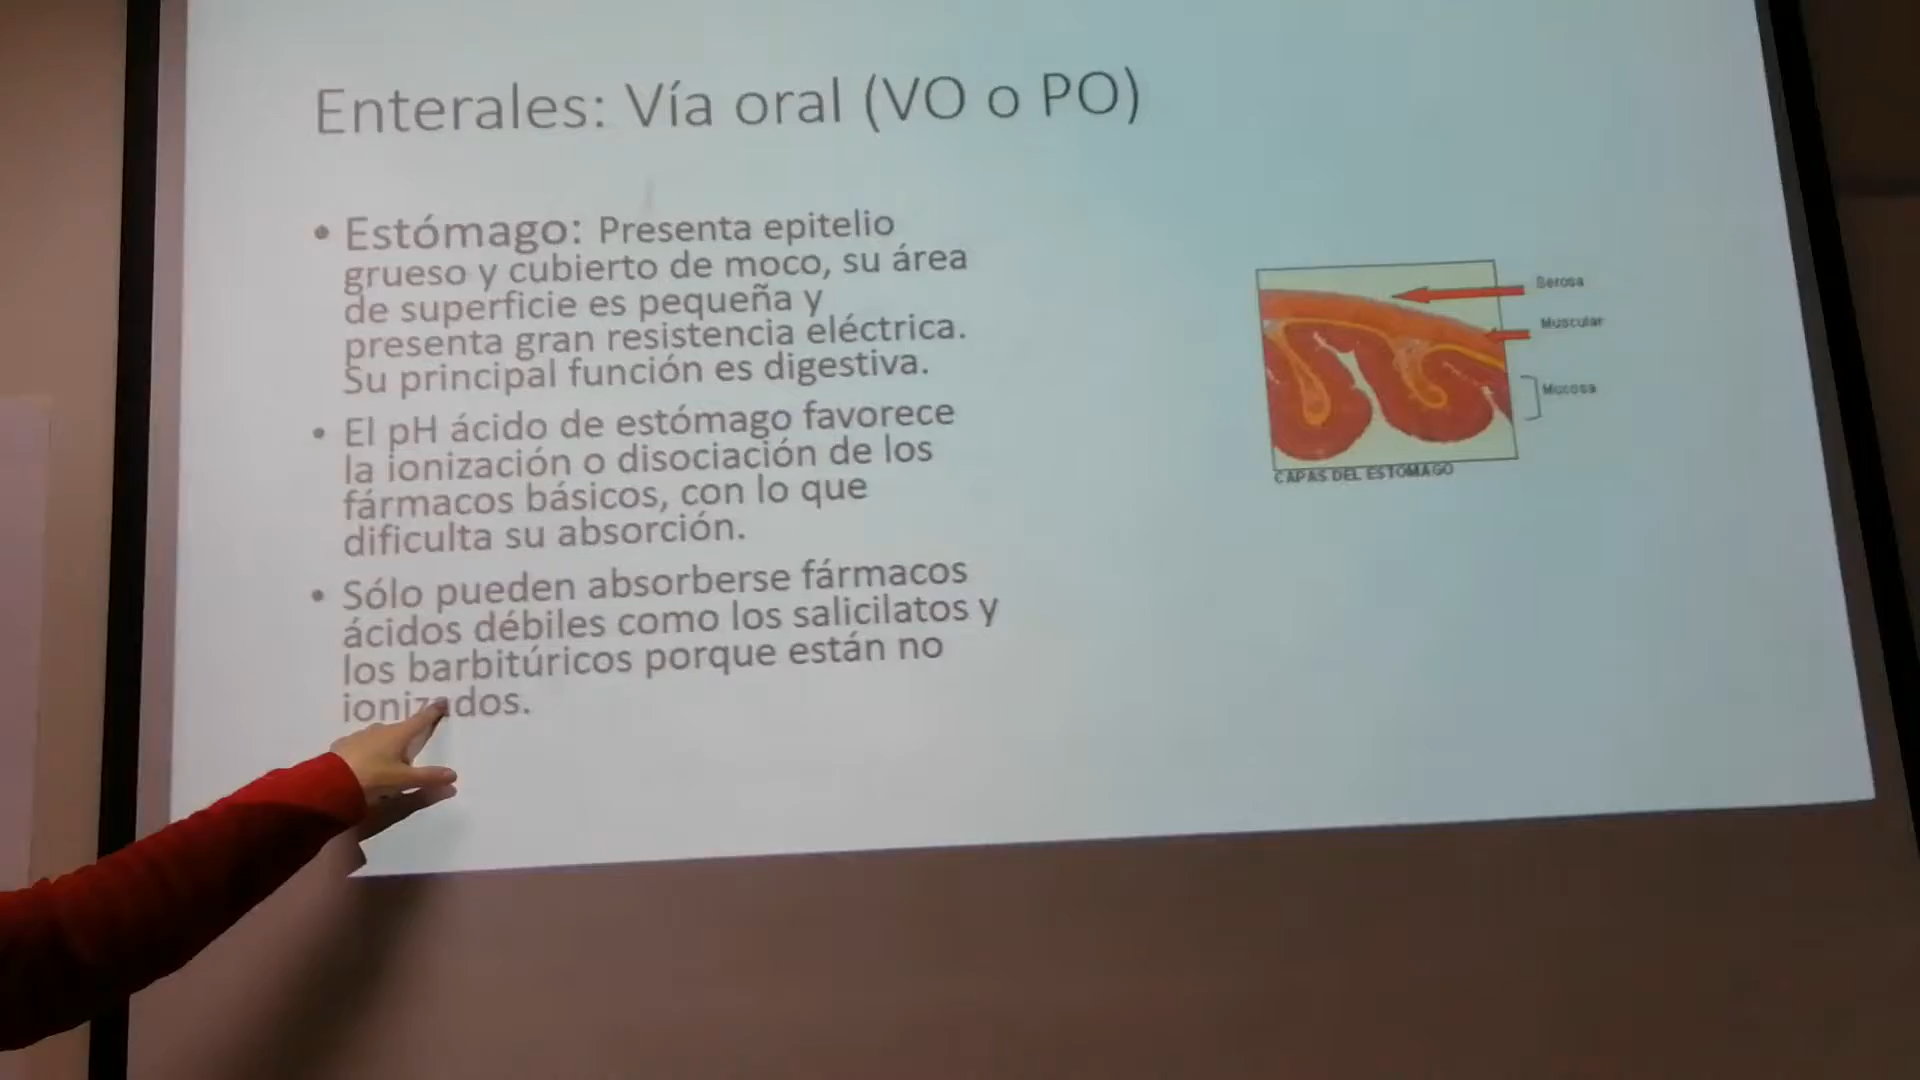 Enterales: Vía oral (VO o PO)
• Estómago: Presenta epitelio
grueso y cubierto de moco, su área
de superficie es pequeña y
presenta gran resistencia eléctrica.
Su principal función es digestiva.
• El pH ácido de estómago favorece
la ionización o disociación de los
fármacos básicos, con lo que
dificulta su absorción.
• Sólo pueden absorberse fármacos
ácidos débiles como los salicilatos y
los barbitúricos porque están no
ionizados.
Serosa
Muscular
Mucosa
CAPAS DEL ESTOMAGO